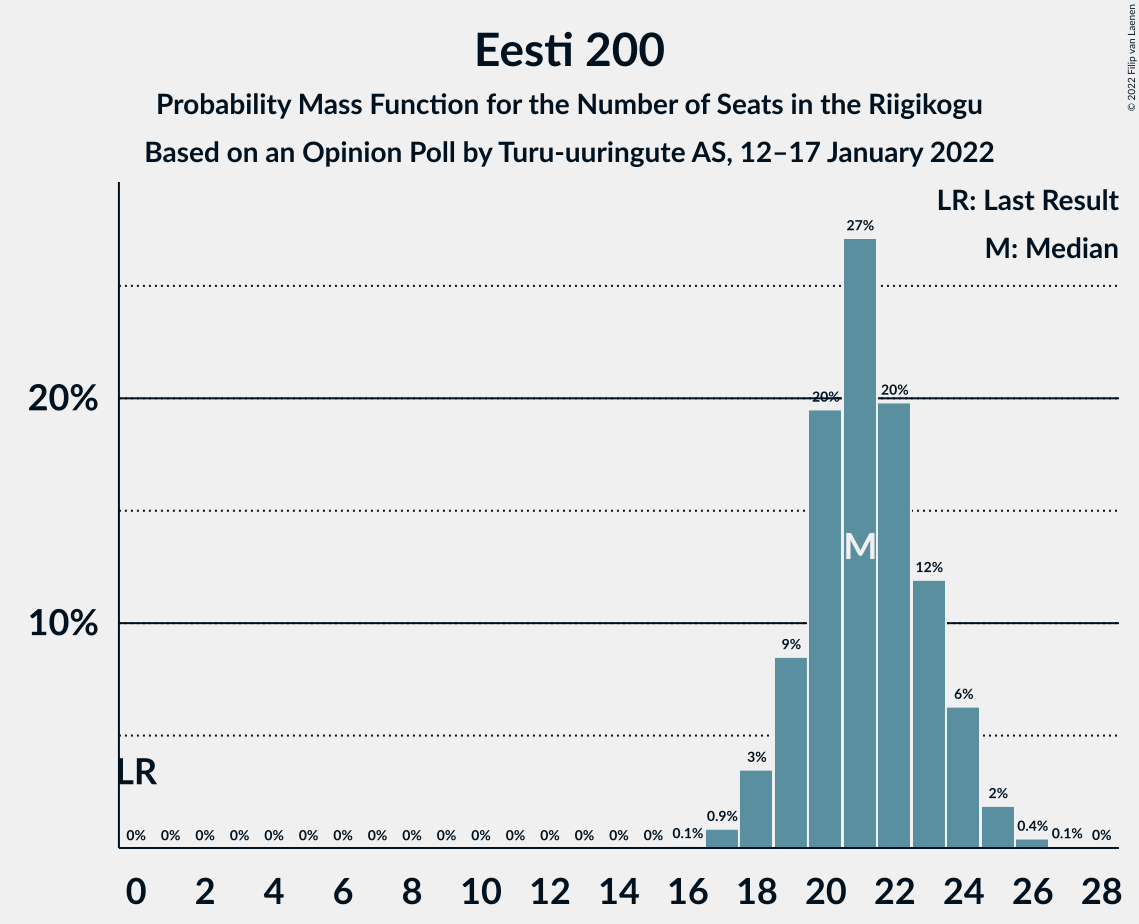 Eesti 200
Probability Mass Function for the Number of Seats in the Riigikogu
Based on an Opinion Poll by Turu-uuringute AS, 12–17 January 2022
© 2022 Filip van Laenen
LR: Last Result
M: Median
27%
20%
20% 20%
M
12%
10%
9%
6%
3%
LR
2%
0% 0% 0% 0% 0% 0% 0% 0% 0% 0% 0% 0% 0% 0% 0% 0% 0.1% 0.9% 0.4% 0.1% 0%
0 2 4 6 8 10 12 14 16 18 20 22 24 26 28